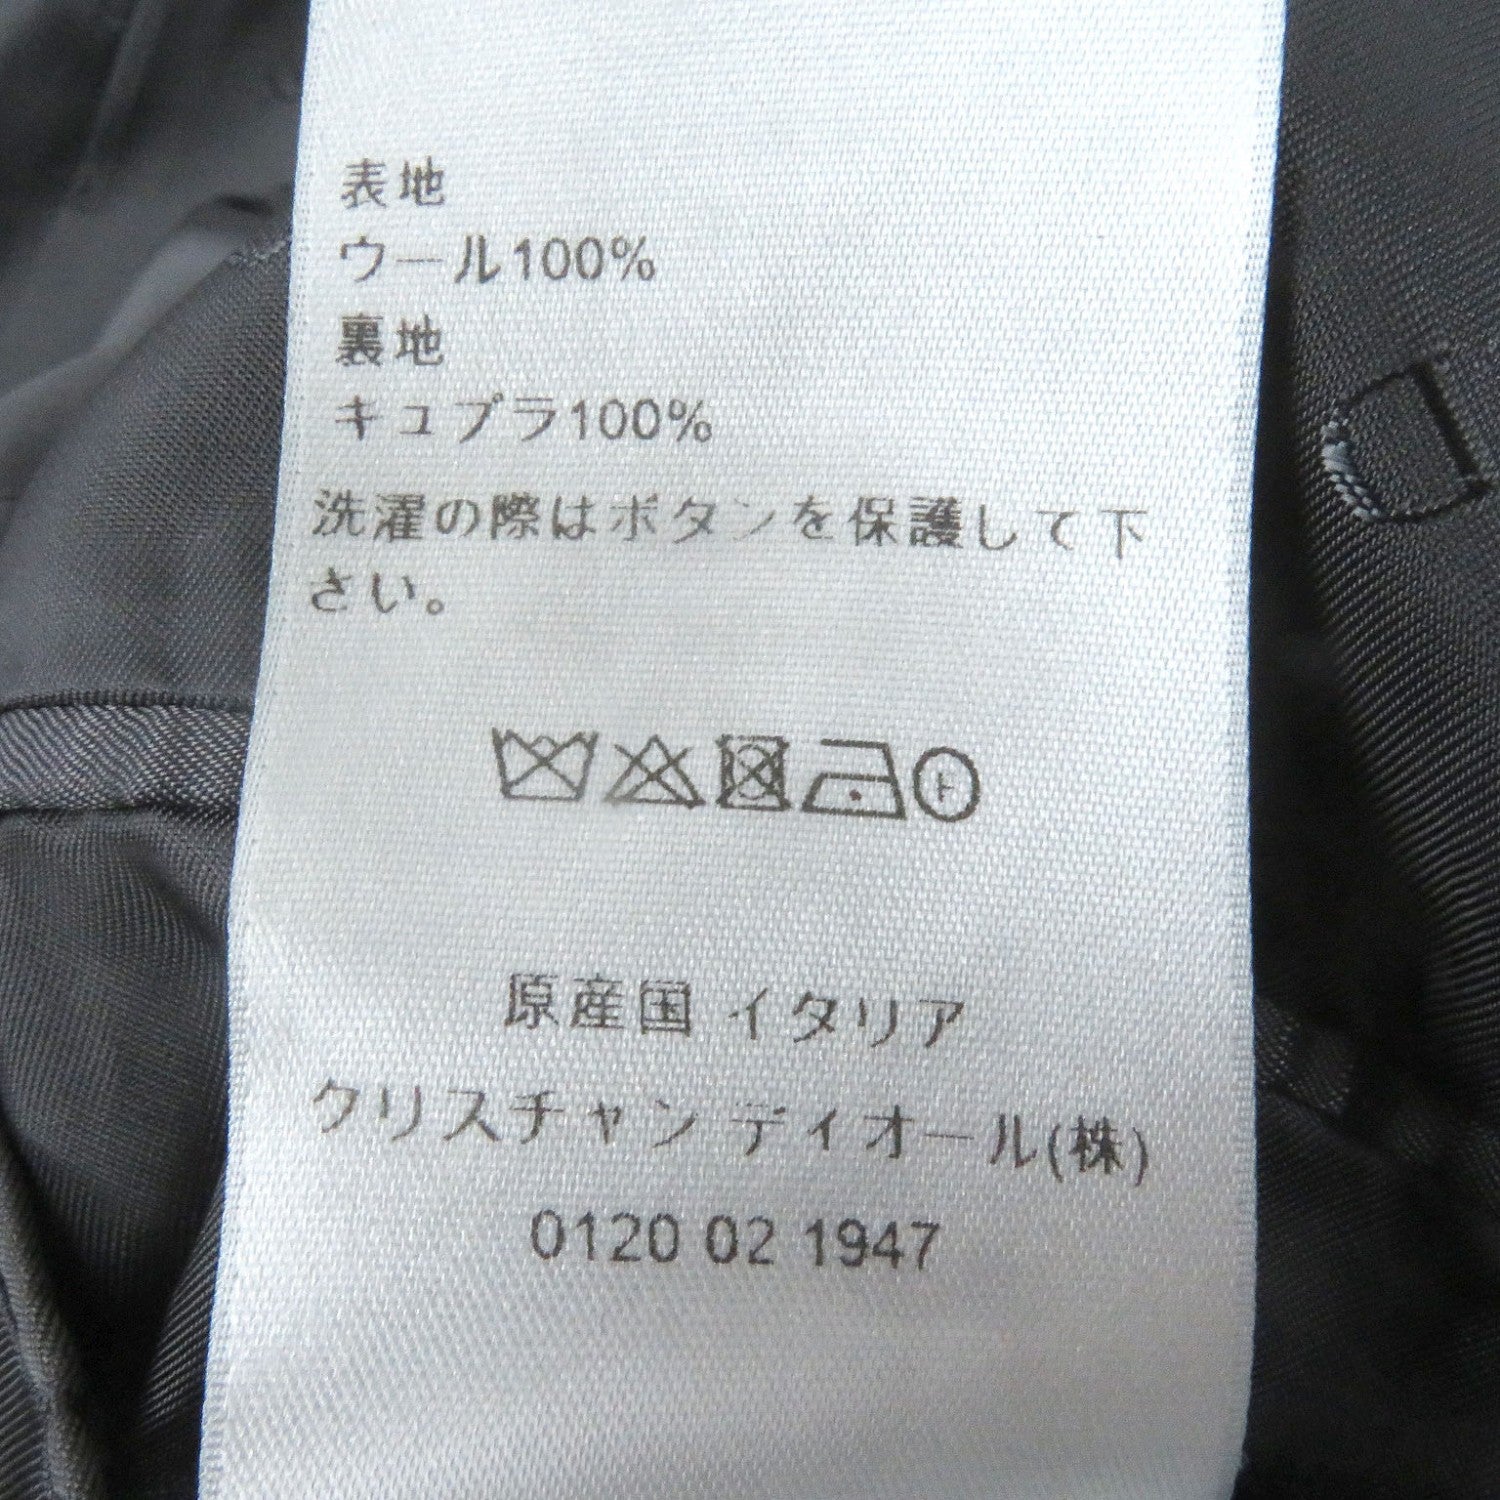 表地
ウール100%
裏地
キュプラ100%
洗濯の際はボタンを保護して下
さい。
F
原産国 イタリア
クリスチャン ディオール(株)
0120 02 1947